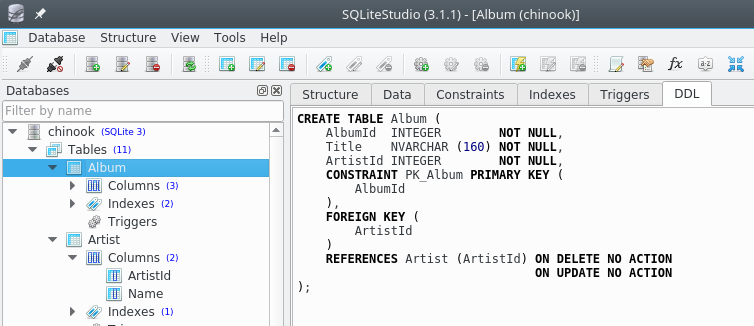 SQLiteStudio (3.1.1) - [Album (chinook)]
Database Structure View Tools Help
fx a-z
Databases
Filter by name
chinook (SQLite 3)
Tables (11)
Album
Columns (3)
Indexes (2)
Triggers
Artist
Columns (2)
ArtistId
Name
Indexes (1)
Structure Data Constraints Indexes Triggers DDL
CREATE TABLE Album (
    AlbumId  INTEGER        NOT NULL,
    Title    NVARCHAR (160) NOT NULL,
    ArtistId INTEGER        NOT NULL,
    CONSTRAINT PK_Album PRIMARY KEY (
        AlbumId
    ),
    FOREIGN KEY (
        ArtistId
    )
    REFERENCES Artist (ArtistId) ON DELETE NO ACTION
                                 ON UPDATE NO ACTION
);